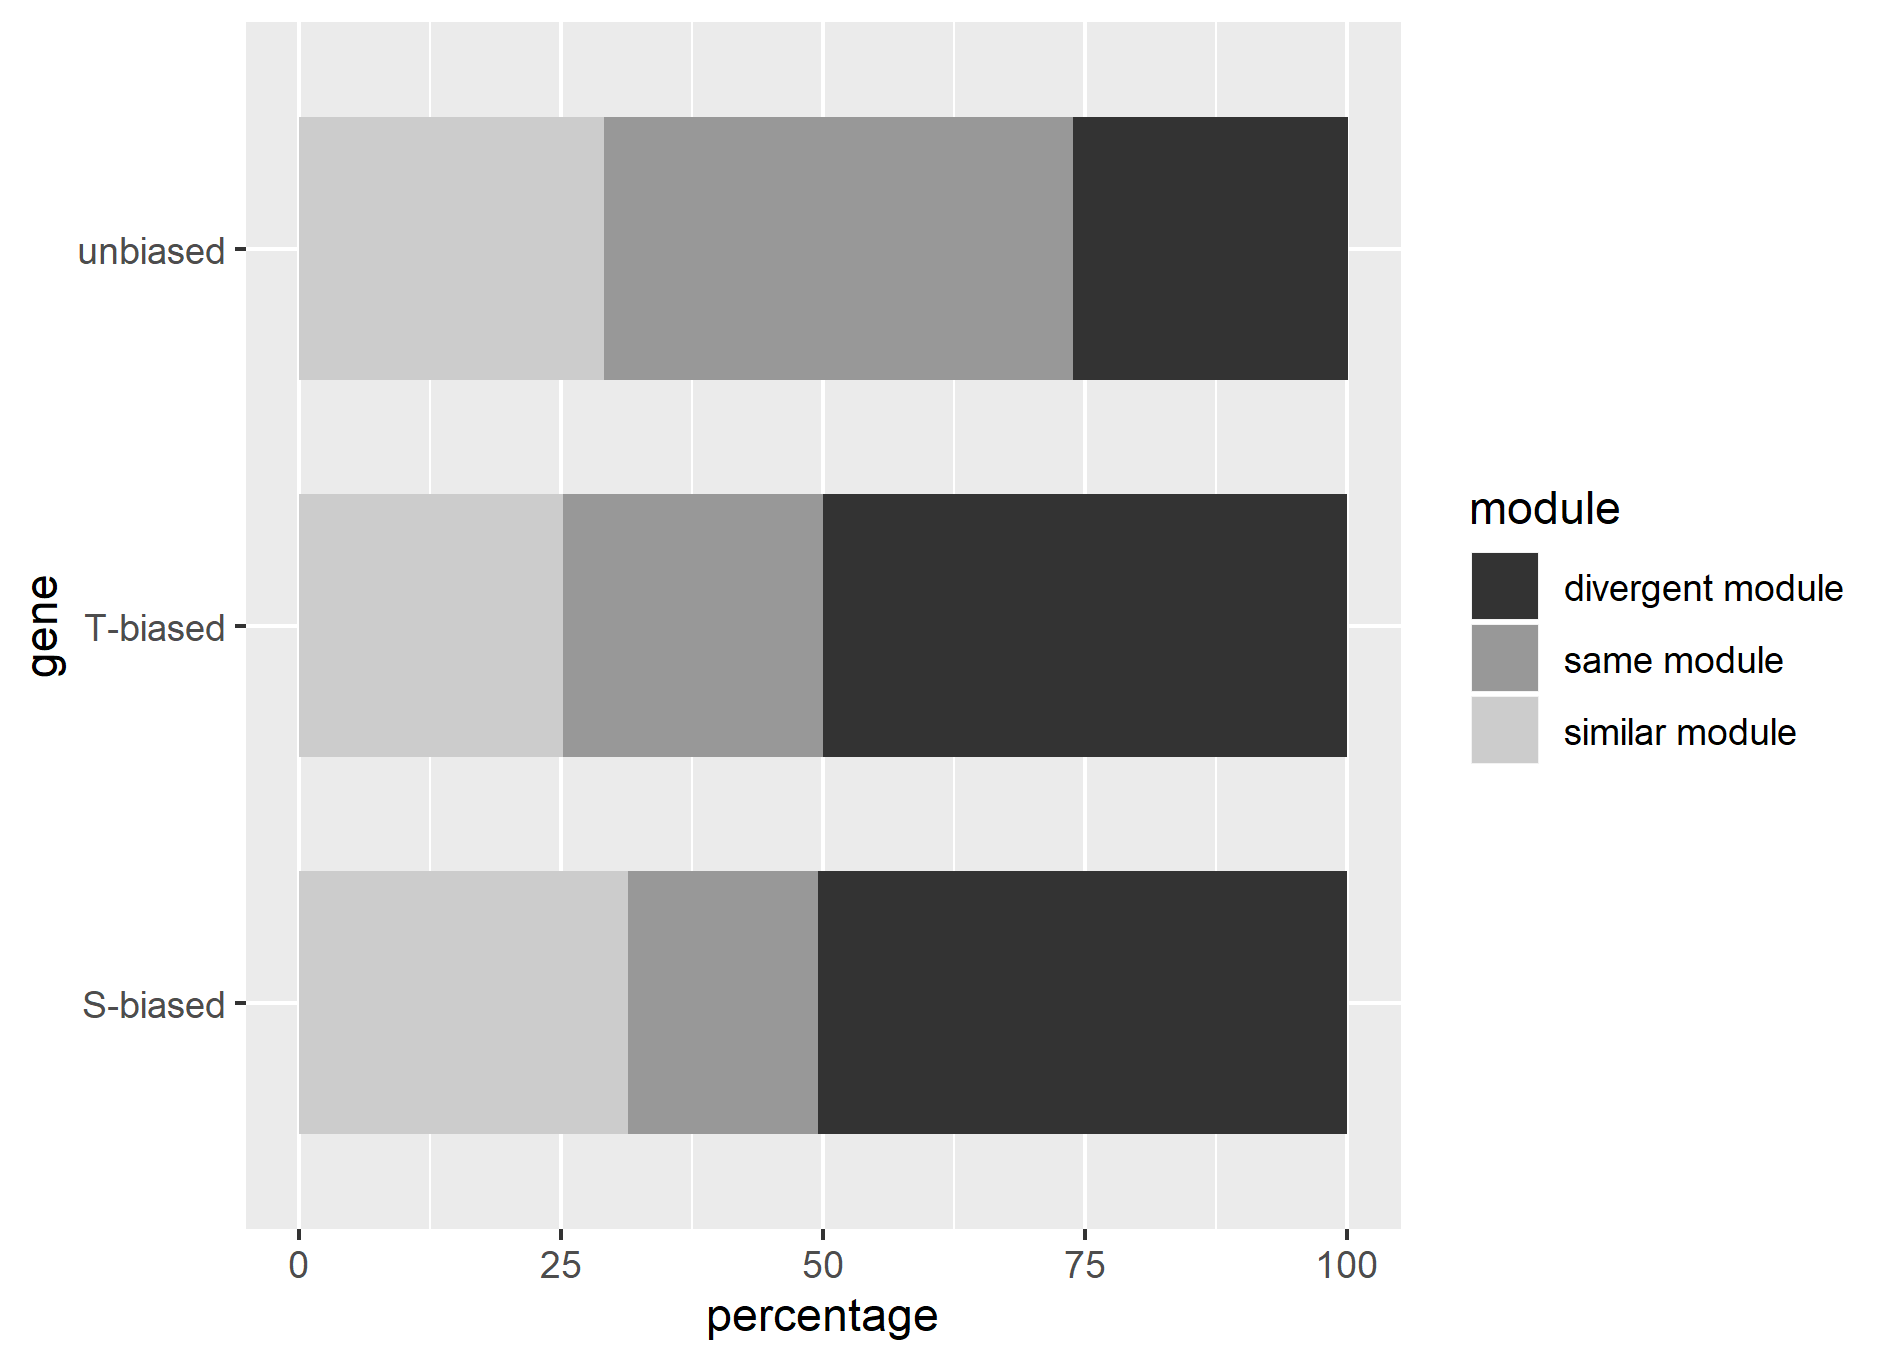 unbiased
T-biased
S-biased
gene
0 25 50 75 100
percentage
module
divergent module
same module
similar module